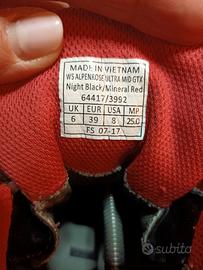 MADE IN VIETNAM
WS ALPENROSE ULTRA MID GTX
Night Black/Mineral Red
64417/3992
UK EUR USA MP
6 39 8 25.0
FS 07-17
subito